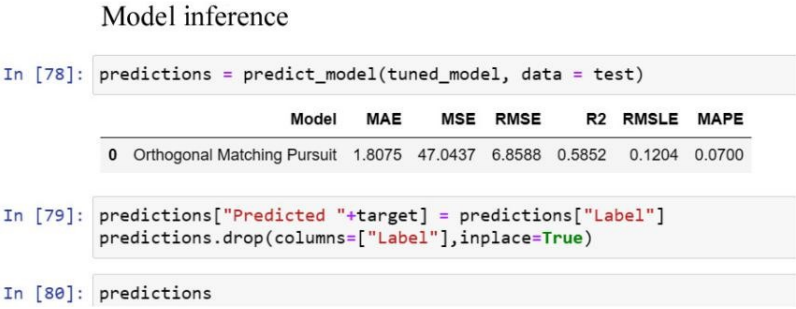 Model inference
In [78]: predictions = predict_model(tuned_model, data = test)
Model MAE MSE RMSE R2 RMSLE MAPE
0 Orthogonal Matching Pursuit 1.8075 47.0437 6.8588 0.5852 0.1204 0.0700
In [79]: predictions["Predicted "+target] = predictions["Label"]
predictions.drop(columns=["Label"],inplace=True)
In [80]: predictions